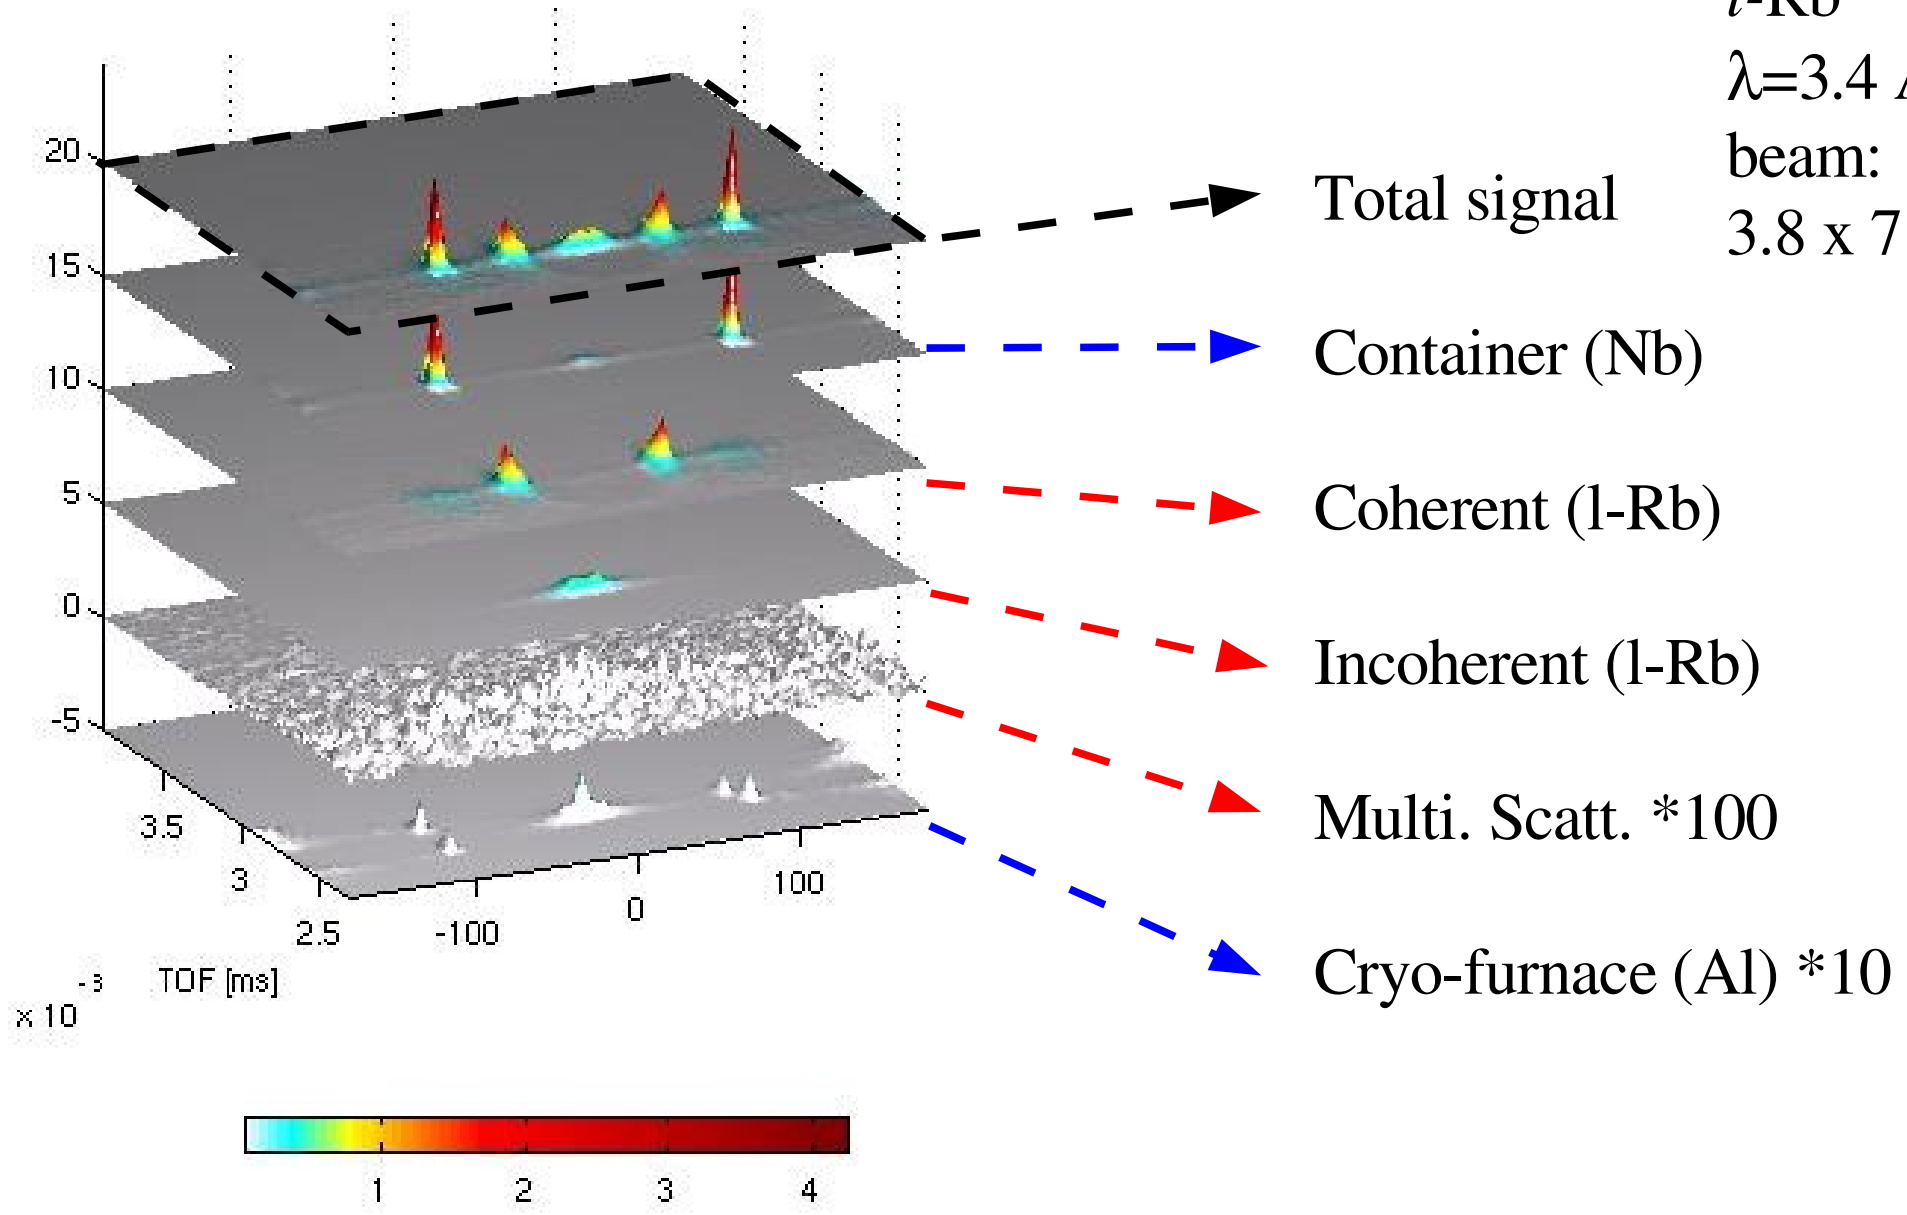 ℓ-Rb
λ=3.4
beam:
3.8 x 7
Total signal
Container (Nb)
Coherent (l-Rb)
Incoherent (l-Rb)
Multi. Scatt. *100
Cryo-furnace (Al) *10
20
15
10
5
0
-5
3.5
3
2.5
-100
0
100
TOF [ms]
x 10
-3
1
2
3
4